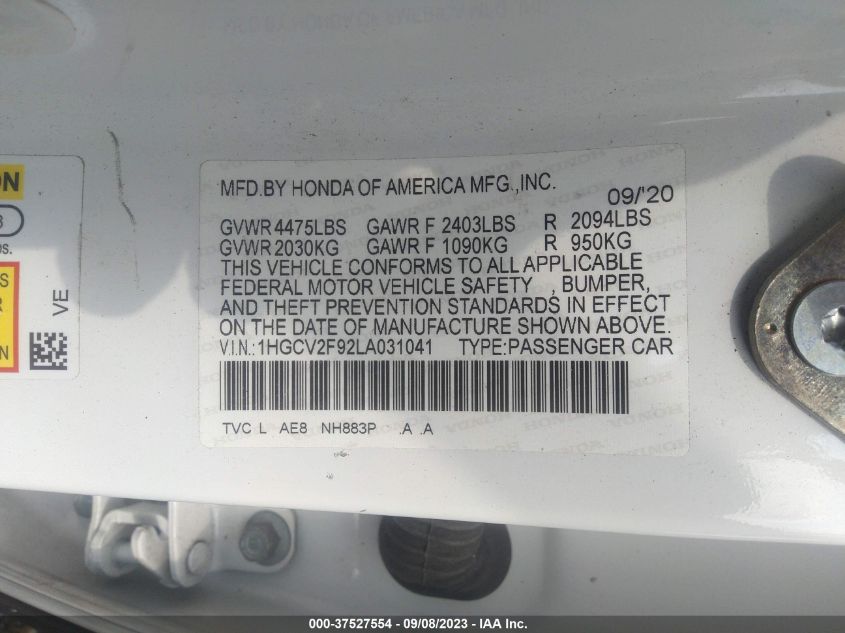 MFD.BY HONDA OF AMERICA MFG.,INC.
09/'20
GVWR 4475LBS GAWR F 2403LBS R 2094LBS
GVWR 2030KG GAWR F 1090KG R 950KG
THIS VEHICLE CONFORMS TO ALL APPLICABLE
FEDERAL MOTOR VEHICLE SAFETY , BUMPER,
AND THEFT PREVENTION STANDARDS IN EFFECT
ON THE DATE OF MANUFACTURE SHOWN ABOVE.
V.I.N.:1HGCV2F92LA031041 TYPE:PASSENGER CAR
TVC L AE8 NH883P .A .A
ON
3
DS.
S
R
VE
000-37527554 - 09/08/2023 - IAA Inc.